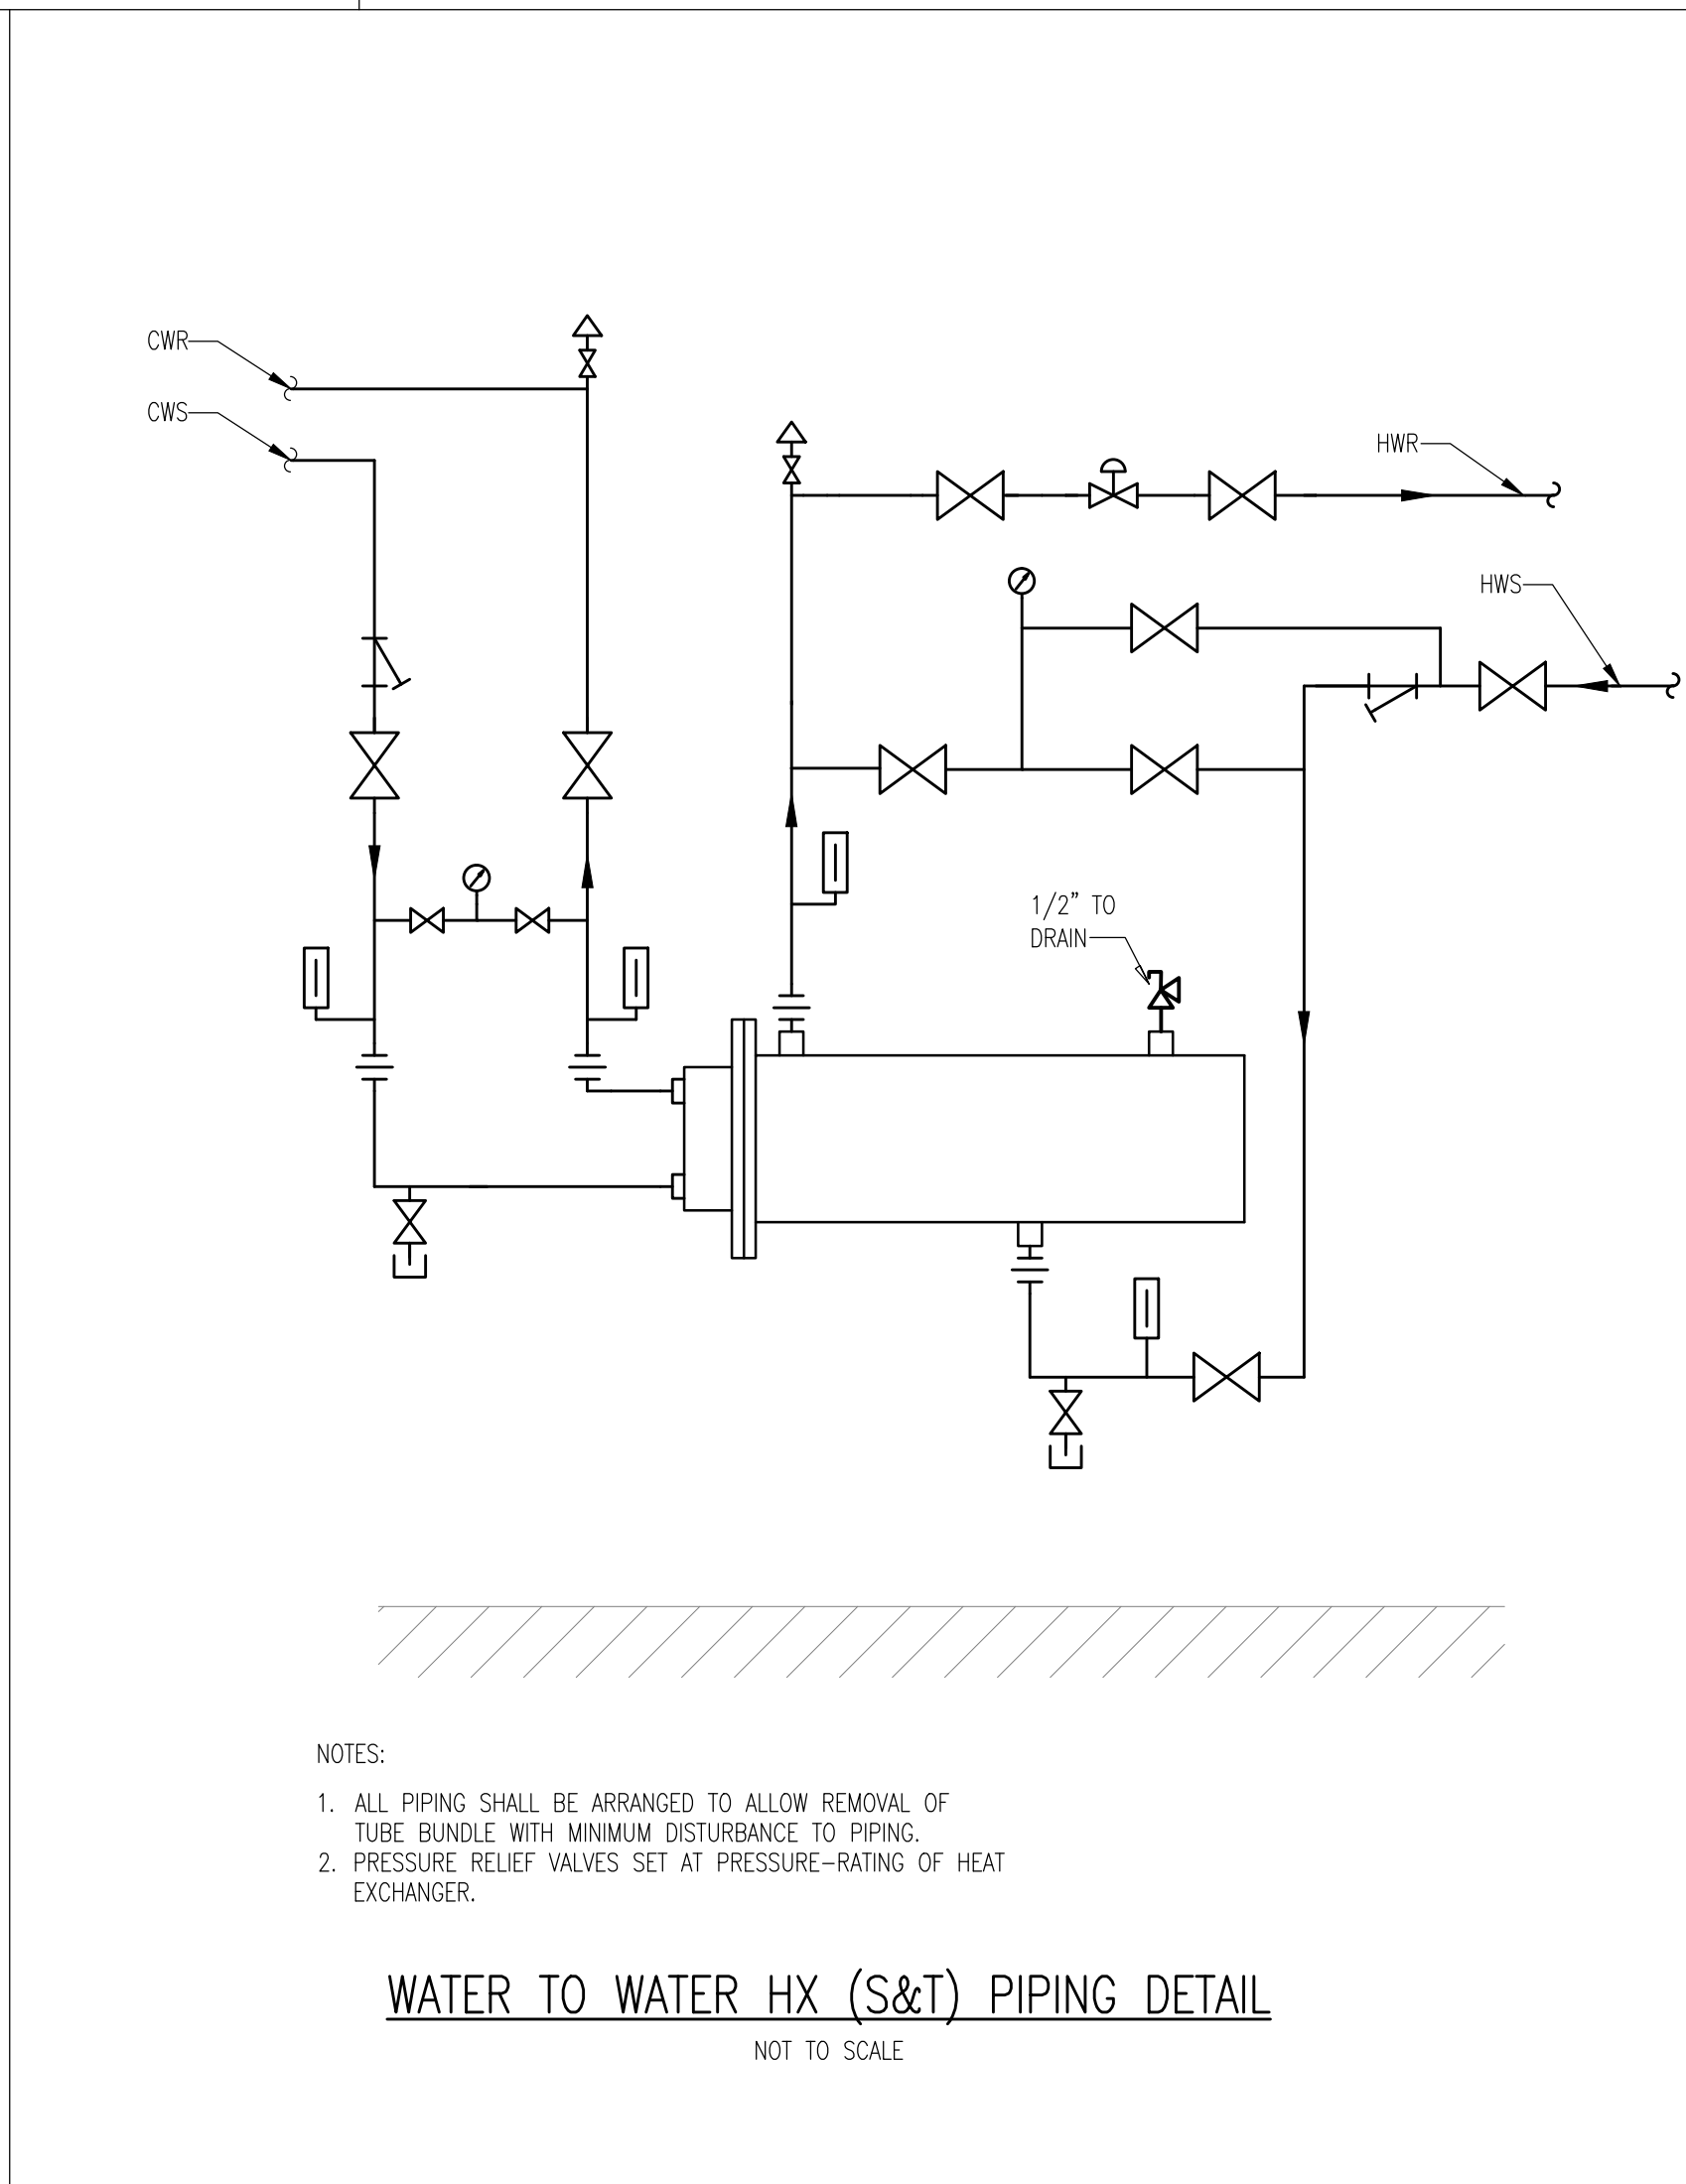 CWR
CWS
HWR
HWS
1/2" TO
DRAIN
NOTES:
1. ALL PIPING SHALL BE ARRANGED TO ALLOW REMOVAL OF
TUBE BUNDLE WITH MINIMUM DISTURBANCE TO PIPING.
2. PRESSURE RELIEF VALVES SET AT PRESSURE-RATING OF HEAT
EXCHANGER.
WATER TO WATER HX (S&T) PIPING DETAIL
NOT TO SCALE